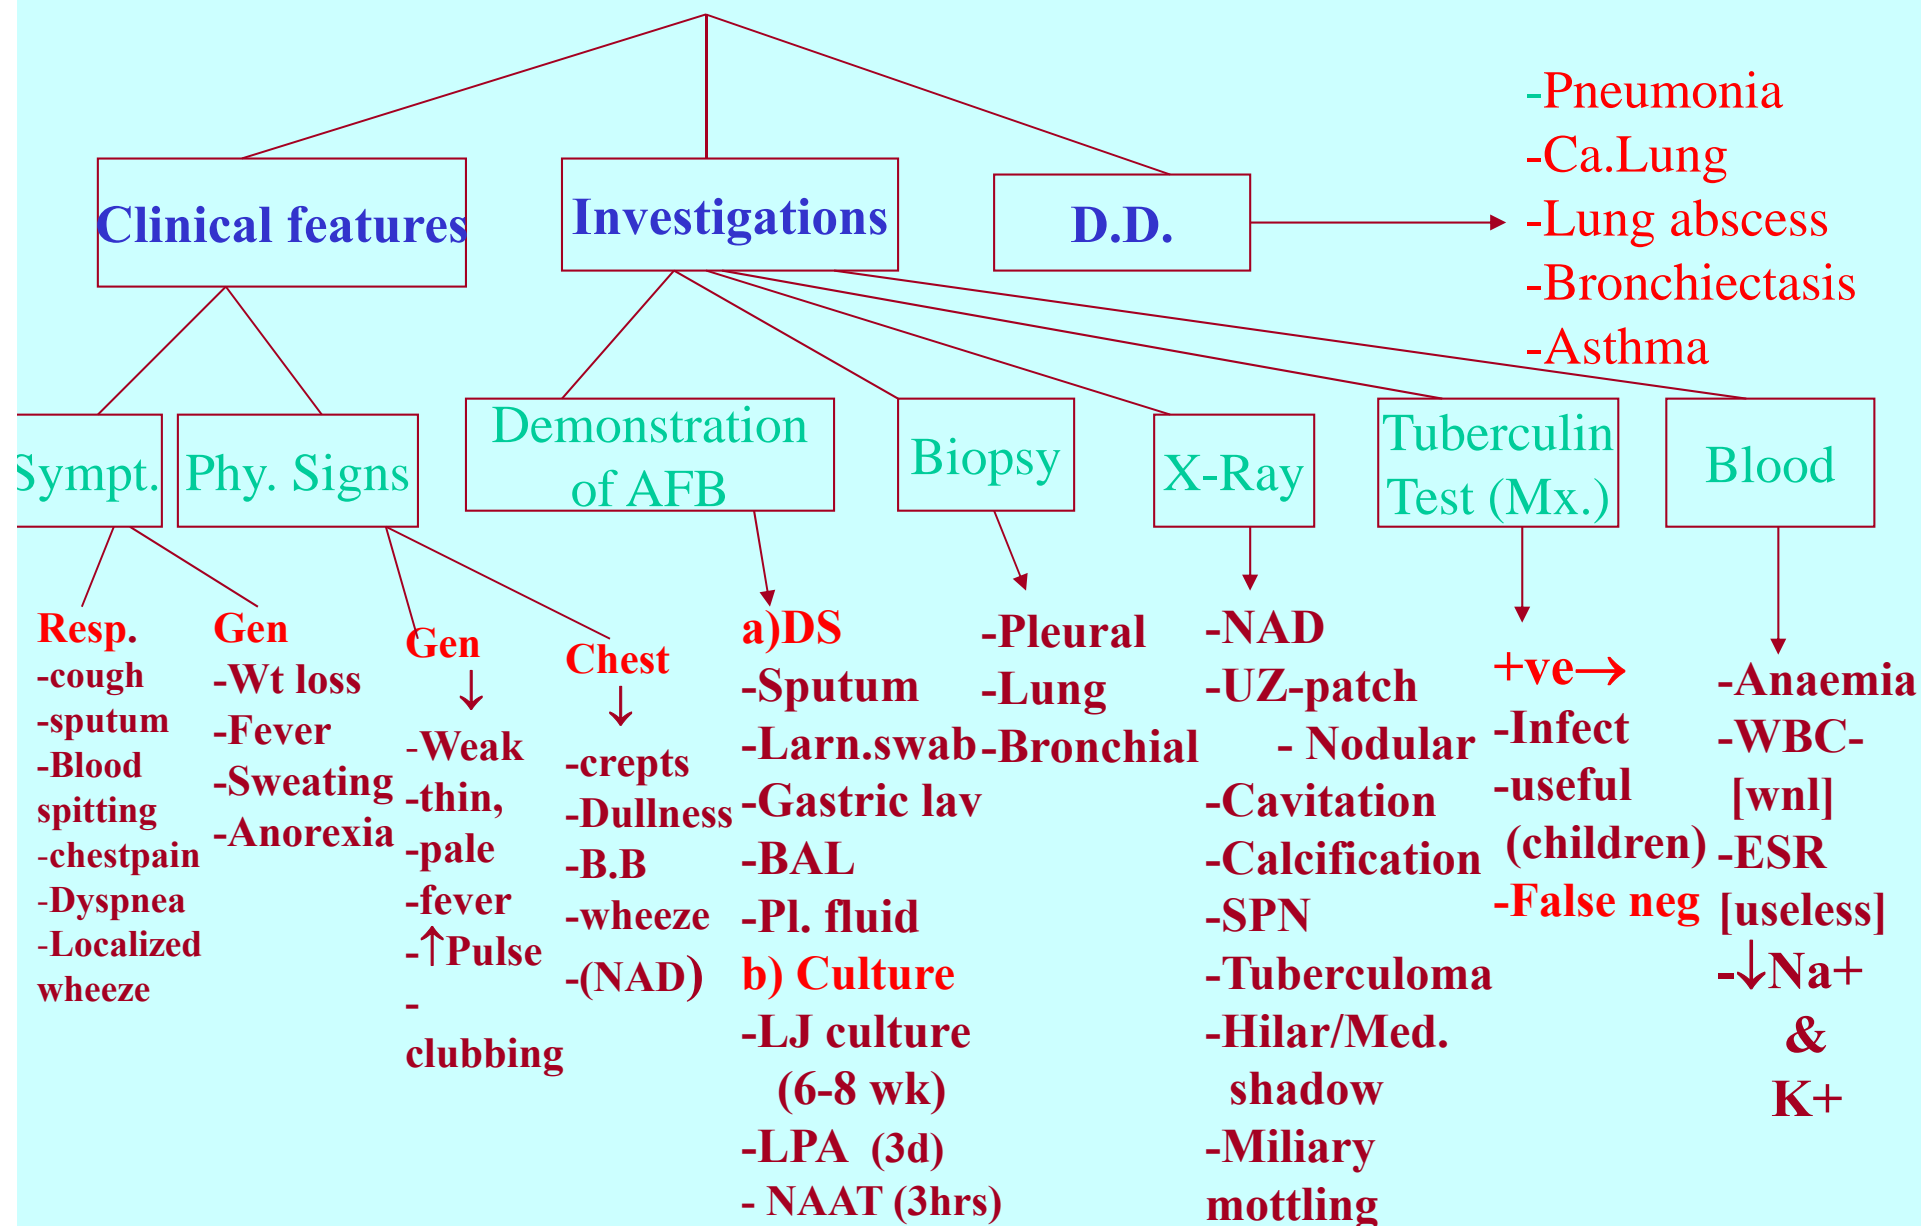 Clinical features
Investigations
D.D.
-Pneumonia
-Ca.Lung
-Lung abscess
-Bronchiectasis
-Asthma
Sympt.
Phy. Signs
Demonstration
of AFB
Biopsy
X-Ray
Tuberculin
Test (Mx.)
Blood
Resp.
-cough
-sputum
-Blood
spitting
-chestpain
-Dyspnea
-Localized
wheeze
Gen
-Wt loss
-Fever
-Sweating
-Anorexia
Gen
↓
-Weak
-thin,
-pale
-fever
-↑Pulse
-
clubbing
Chest
↓
-crepts
-Dullness
-B.B
-wheeze
-(NAD)
a)DS
-Sputum
-Larn.swab
-Gastric lav
-BAL
-Pl. fluid
b) Culture
-LJ culture
(6-8 wk)
-LPA (3d)
- NAAT (3hrs)
-Pleural
-Lung
-Bronchial
-NAD
-UZ-patch
- Nodular
-Cavitation
-Calcification
-SPN
-Tuberculoma
-Hilar/Med.
shadow
-Miliary
mottling
+ve→
-Infect
-useful
(children)
-False neg
-Anaemia
-WBC-
[wnl]
-ESR
[useless]
-↓Na+
&
K+